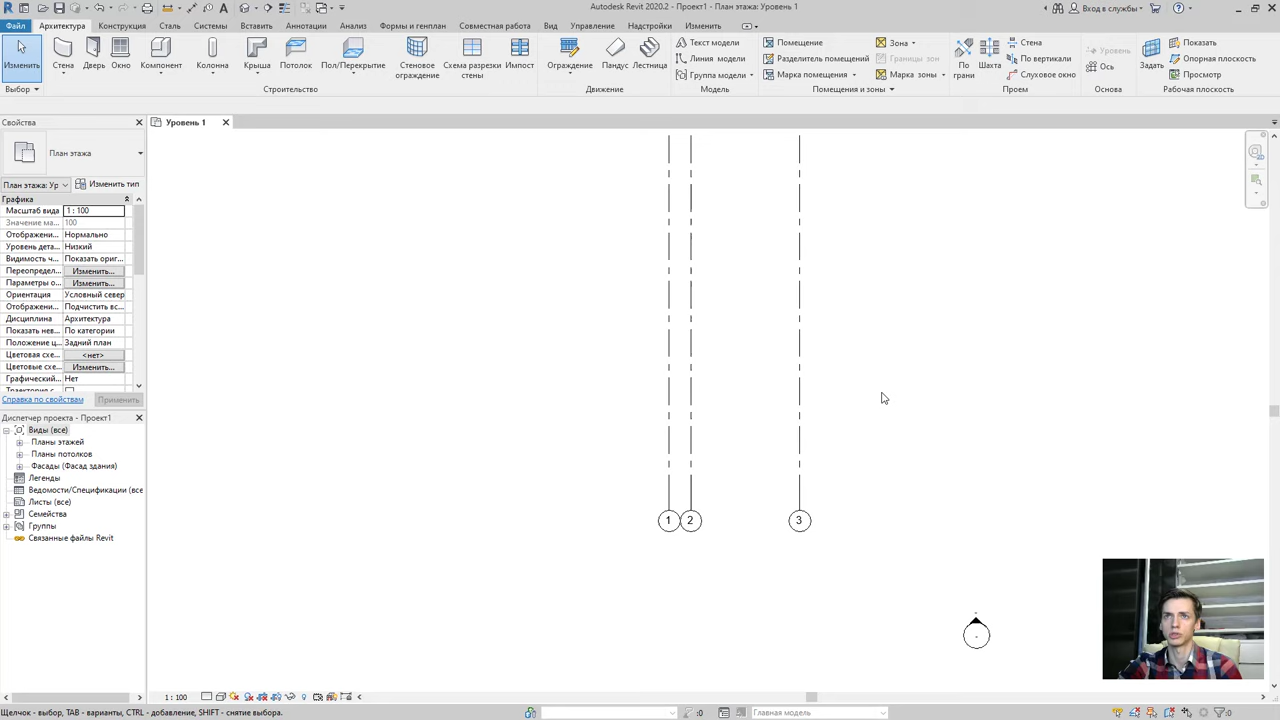 Autodesk Revit 2020.2 - Проект1 - План этажа: Уровень 1
Вход в службы
Файл Архитектура Конструкция Сталь Системы Вставить Аннотации Анализ Формы и генплан Совместная работа Вид Управление Надстройки Изменить
Изменить Стена Дверь Окно Компонент Колонна Крыша Потолок Пол/Перекрытие Стеновое ограждение Схема разрезки стены Импост Ограждение Пандус Лестница
Текст модели
Линия модели
Группа модели
Помещение
Разделитель помещений
Марка помещения
Зона
Границы зон
Марка зоны
По грани Шахта
Стена
По вертикали
Слуховое окно
Уровень
Ось
Задать
Показать
Опорная плоскость
Просмотр
Выбор Строительство Движение Модель Помещения и зоны Проем Основа Рабочая плоскость
Свойства
Уровень 1
План этажа
План этажа: Ур Изменить тип
Графика
Масштаб вида 1 : 100
Значение ма... 100
Отображени... Нормально
Уровень дета... Низкий
Видимость ч... Показать ориг...
Переопредел... Изменить...
Параметры о... Изменить...
Ориентация Условный север
Отображени... Подчистить вс...
Дисциплина Архитектура
Показать нев... По категории
Положение ц... Задний план
Цветовая схе... <нет>
Цветовые схе... Изменить...
Графический... Нет
Справка по свойствам Применить
Диспетчер проекта - Проект1
Виды (все)
Планы этажей
Планы потолков
Фасады (Фасад здания)
Легенды
Ведомости/Спецификации (все
Листы (все)
Семейства
Группы
Связанные файлы Revit
1 2 3
1 : 100
Щелчок - выбор, TAB - варианты, CTRL - добавление, SHIFT - снятие выбора.
:0
Главная модель
:0